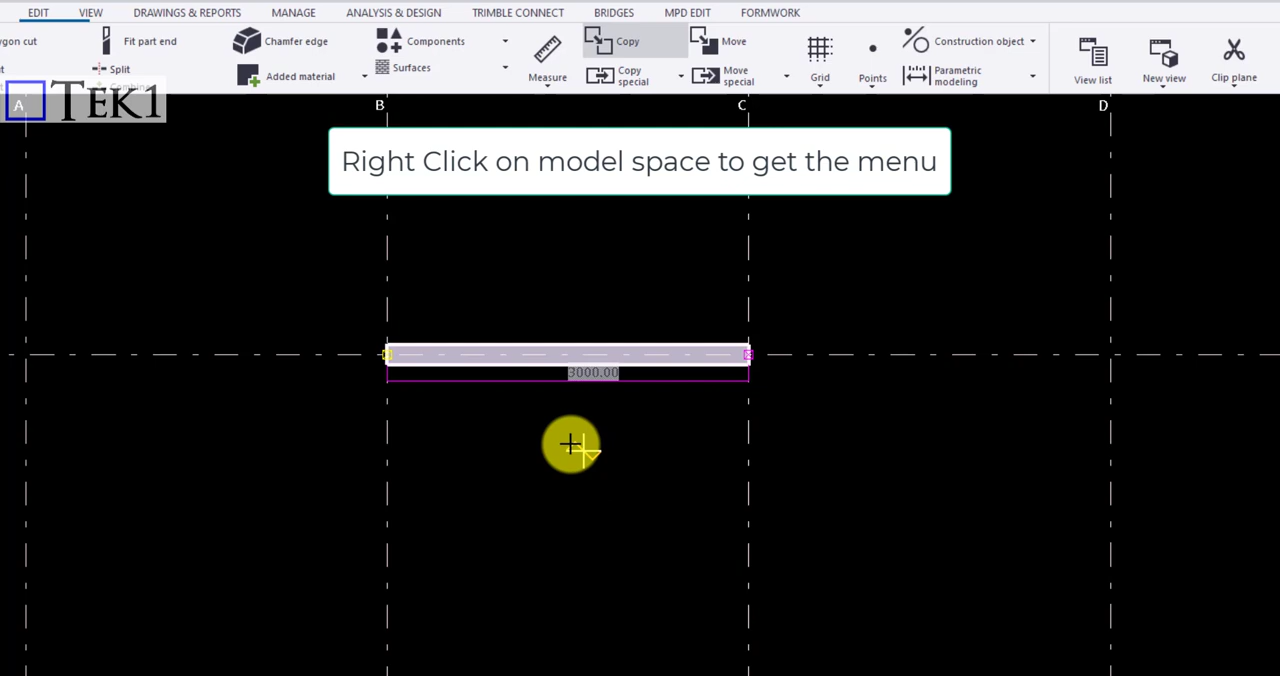 EDIT VIEW DRAWINGS & REPORTS MANAGE ANALYSIS & DESIGN TRIMBLE CONNECT BRIDGES MPD EDIT FORMWORK
ygon cut Fit part end Chamfer edge Components Copy Move Construction object
Split Added material Surfaces Measure Copy special Move special Grid Points Parametric modeling View list New view Clip plane
TEK1
A B C D
Right Click on model space to get the menu
3000.00